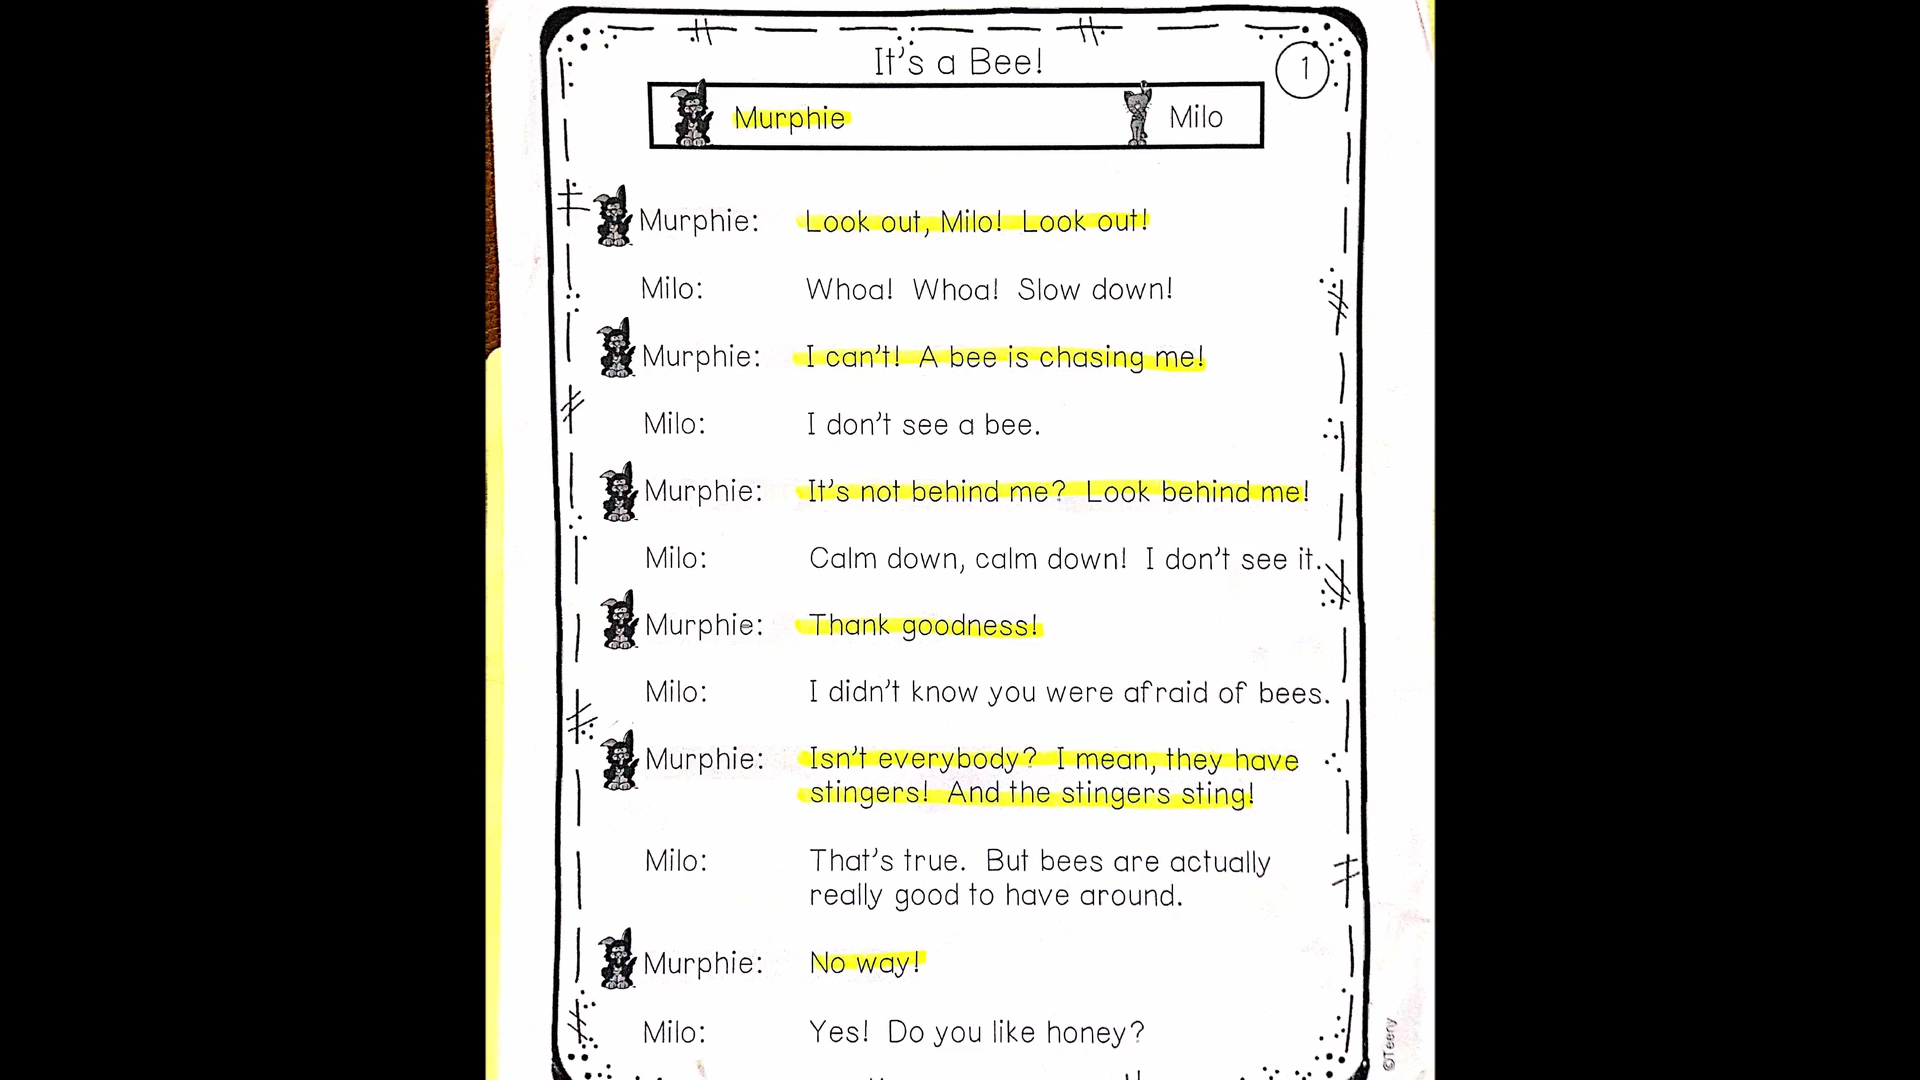 It's a Bee!
1
Murphie Milo
Murphie: Look out, Milo! Look out!
Milo: Whoa! Whoa! Slow down!
Murphie: I can't! A bee is chasing me!
Milo: I don't see a bee.
Murphie: It's not behind me? Look behind me!
Milo: Calm down, calm down! I don't see it.
Murphie: Thank goodness!
Milo: I didn't know you were afraid of bees.
Murphie: Isn't everybody? I mean, they have
stingers! And the stingers sting!
Milo: That's true. But bees are actually
really good to have around.
Murphie: No way!
Milo: Yes! Do you like honey?
©Teeny